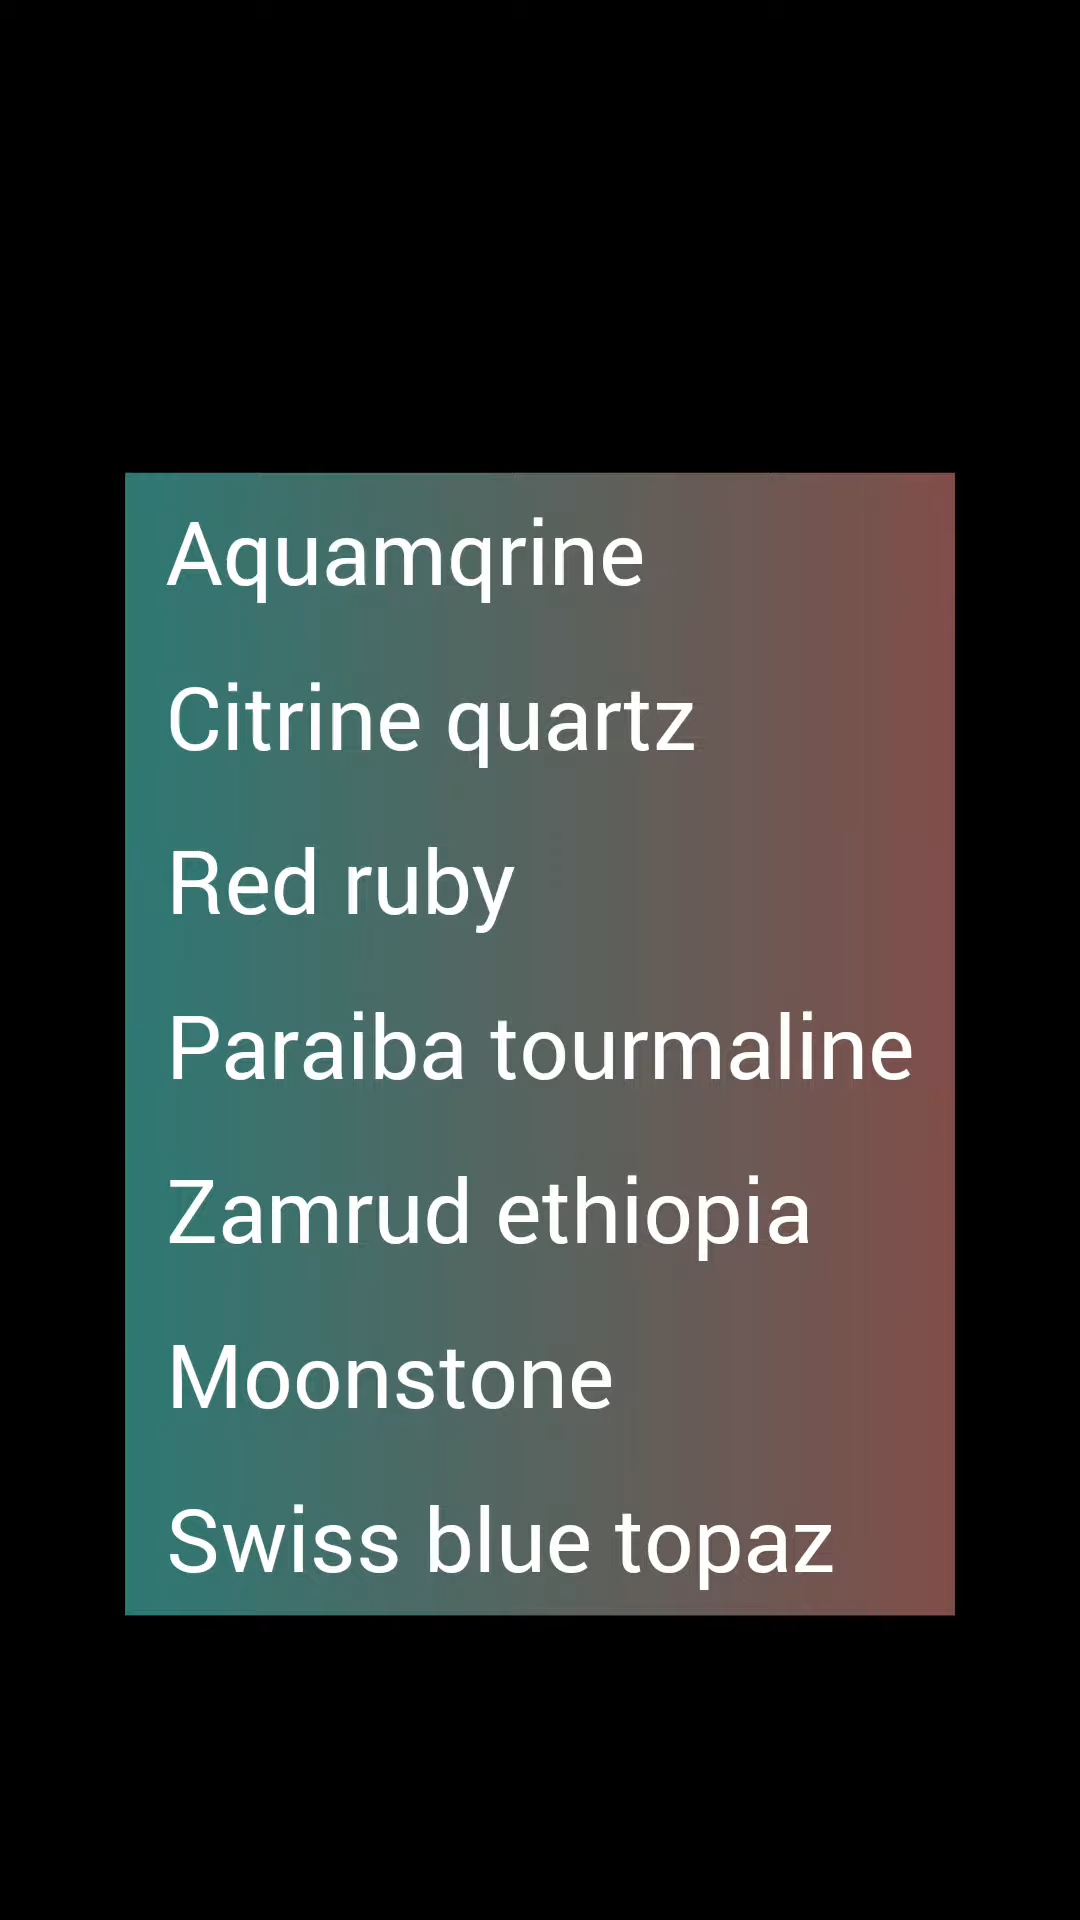 Aquamqrine
Citrine quartz
Red ruby
Paraiba tourmaline
Zamrud ethiopia
Moonstone
Swiss blue topaz